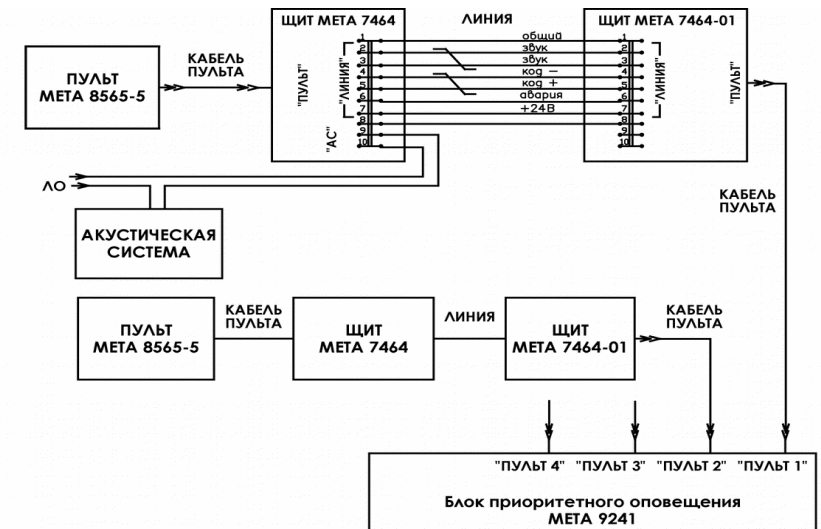 ЩИТ МЕТА 7464
ЛИНИЯ
ЩИТ МЕТА 7464-01
ПУЛЬТ
МЕТА 8565-5
КАБЕЛЬ
ПУЛЬТА
"ПУЛЬТ"
"ЛИНИЯ"
"АС"
1
2
3
4
5
6
7
8
9
10
общий
звук
звук
код –
код +
авария
+24В
1
2
3
4
5
6
7
8
9
10
"ЛИНИЯ"
"ПУЛЬТ"
ЛО
КАБЕЛЬ
ПУЛЬТА
АКУСТИЧЕСКАЯ
СИСТЕМА
ПУЛЬТ
МЕТА 8565-5
КАБЕЛЬ
ПУЛЬТА
ЩИТ
МЕТА 7464
ЛИНИЯ
ЩИТ
МЕТА 7464-01
КАБЕЛЬ
ПУЛЬТА
"ПУЛЬТ 4" "ПУЛЬТ 3" "ПУЛЬТ 2" "ПУЛЬТ 1"
Блок приоритетного оповещения
МЕТА 9241